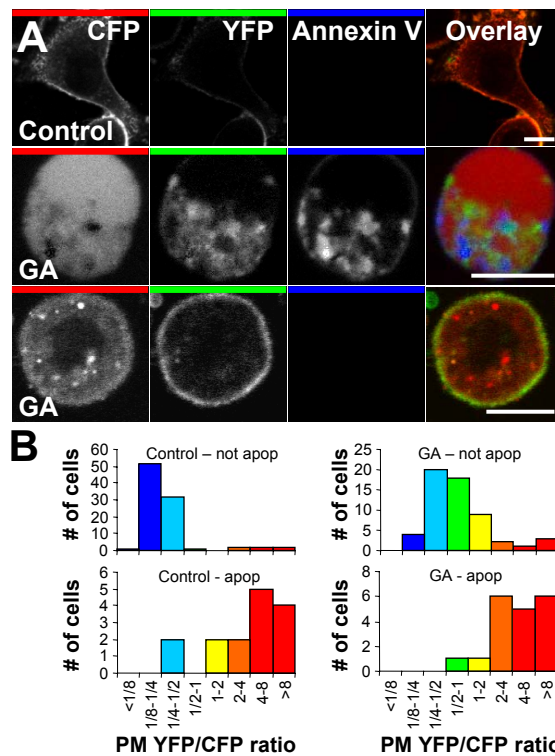 A
CFP YFP Annexin V Overlay
Control
GA
GA
B
Control – not apop
# of cells
60
50
40
30
20
10
0
GA – not apop
# of cells
25
20
15
10
5
0
Control - apop
# of cells
6
5
4
3
2
1
0
GA - apop
# of cells
8
6
4
2
0
<1/8
1/8-1/4
1/4-1/2
1/2-1
1-2
2-4
4-8
>8
PM YFP/CFP ratio
<1/8
1/8-1/4
1/4-1/2
1/2-1
1-2
2-4
4-8
>8
PM YFP/CFP ratio